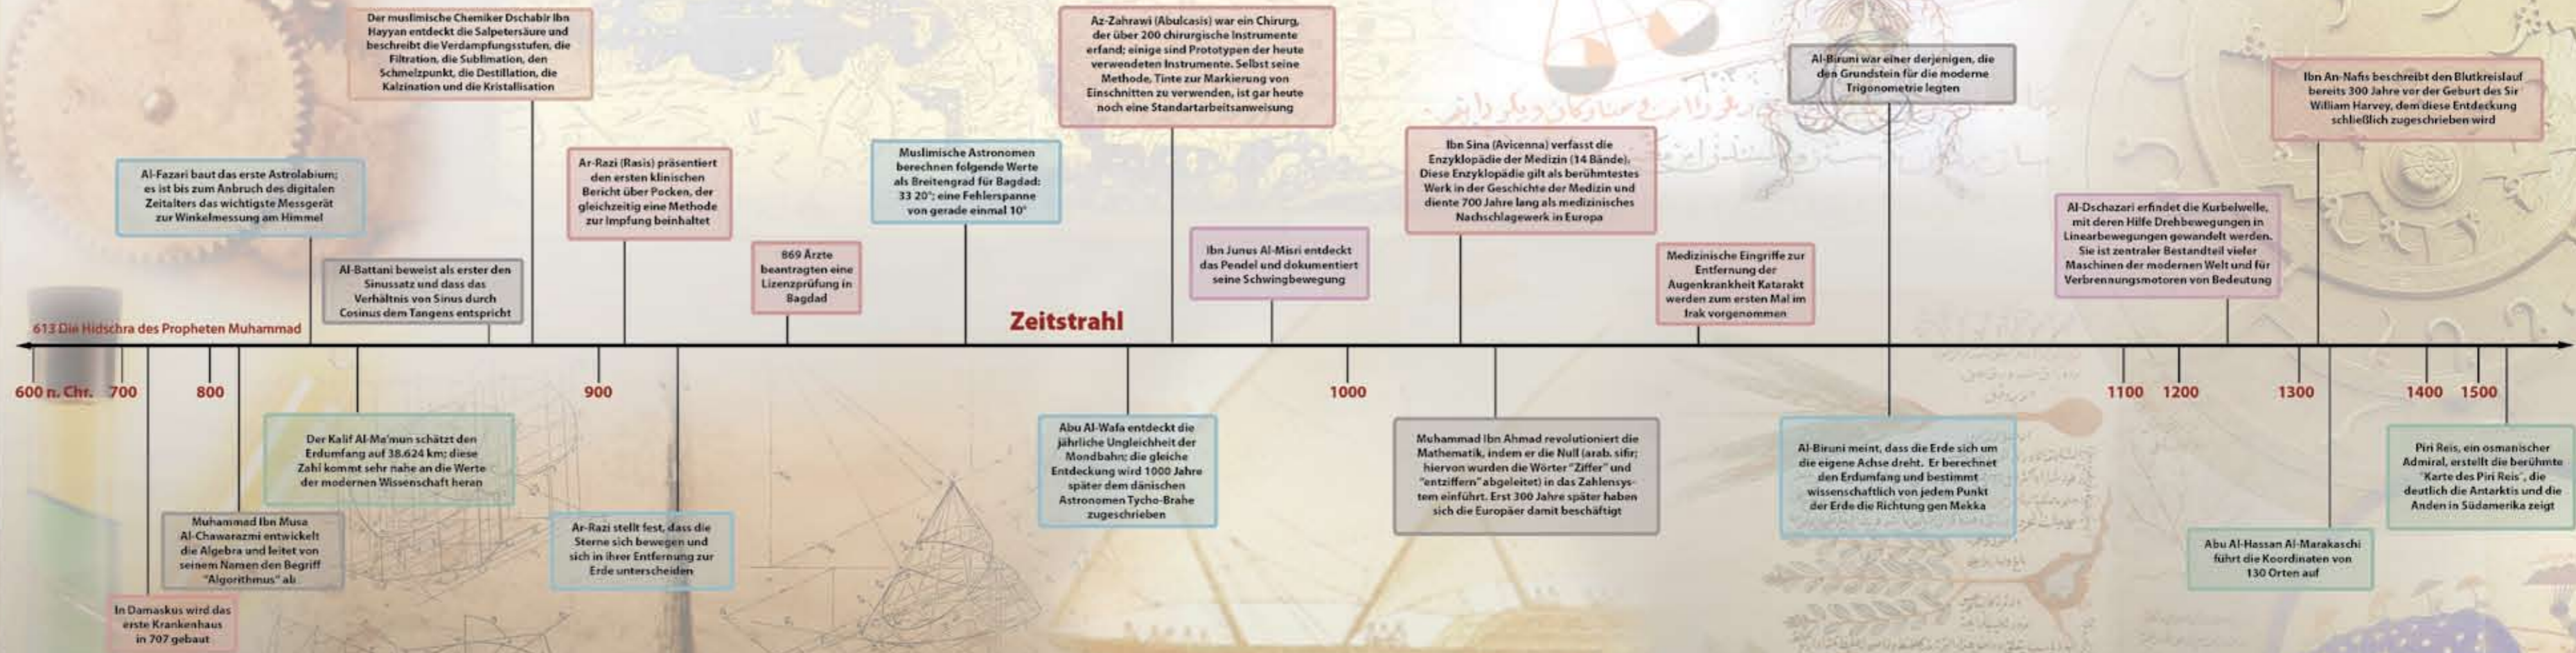 Der muslimische Chemiker Dschabir Ibn
Hayyan entdeckt die Salpetersäure und
beschreibt die Verdampfungsstufen, die
Filtration, die Sublimation, den
Schmelzpunkt, die Destillation, die
Kalzination und die Kristallisation
Az-Zahrawi (Abulcasis) war ein Chirurg,
der über 200 chirurgische Instrumente
erfand; einige sind Prototypen der heute
verwendeten Instrumente. Selbst seine
Methode, Tinte zur Markierung von
Einschnitten zu verwenden, ist gar heute
noch eine Standartarbeitsanweisung
Al-Biruni war einer derjenigen, die
den Grundstein für die moderne
Trigonometrie legten
Ibn An-Nafis beschreibt den Blutkreislauf
bereits 300 Jahre vor der Geburt des Sir
William Harvey, dem diese Entdeckung
schließlich zugeschrieben wird
Al-Fazari baut das erste Astrolabium;
es ist bis zum Anbruch des digitalen
Zeitalters das wichtigste Messgerät
zur Winkelmessung am Himmel
Ar-Razi (Rasis) präsentiert
den ersten klinischen
Bericht über Pocken, der
gleichzeitig eine Methode
zur Impfung beinhaltet
Muslimische Astronomen
berechnen folgende Werte
als Breitengrad für Bagdad:
33 20°; eine Fehlerspanne
von gerade einmal 10°
Ibn Sina (Avicenna) verfasst die
Enzyklopädie der Medizin (14 Bände).
Diese Enzyklopädie gilt als berühmtestes
Werk in der Geschichte der Medizin und
diente 700 Jahre lang als medizinisches
Nachschlagewerk in Europa
Al-Dschazari erfindet die Kurbelwelle,
mit deren Hilfe Drehbewegungen in
Linearbewegungen gewandelt werden.
Sie ist zentraler Bestandteil vieler
Maschinen der modernen Welt und für
Verbrennungsmotoren von Bedeutung
Al-Battani beweist als erster den
Sinussatz und dass das
Verhältnis von Sinus durch
Cosinus dem Tangens entspricht
869 Ärzte
beantragten eine
Lizenzprüfung in
Bagdad
Ibn Junus Al-Misri entdeckt
das Pendel und dokumentiert
seine Schwingbewegung
Medizinische Eingriffe zur
Entfernung der
Augenkrankheit Katarakt
werden zum ersten Mal im
Irak vorgenommen
613 Die Hidschra des Propheten Muhammad
Zeitstrahl
600 n. Chr. 700 800 900 1000 1100 1200 1300 1400 1500
Der Kalif Al-Ma'mun schätzt den
Erdumfang auf 38.624 km; diese
Zahl kommt sehr nahe an die Werte
der modernen Wissenschaft heran
Abu Al-Wafa entdeckt die
jährliche Ungleichheit der
Mondbahn; die gleiche
Entdeckung wird 1000 Jahre
später dem dänischen
Astronomen Tycho-Brahe
zugeschrieben
Muhammad Ibn Ahmad revolutioniert die
Mathematik, indem er die Null (arab. sifir;
hiervon wurden die Wörter "Ziffer" und
"entziffern" abgeleitet) in das Zahlensys-
tem einführt. Erst 300 Jahre später haben
sich die Europäer damit beschäftigt
Al-Biruni meint, dass die Erde sich um
die eigene Achse dreht. Er berechnet
den Erdumfang und bestimmt
wissenschaftlich von jedem Punkt
der Erde die Richtung gen Mekka
Piri Reis, ein osmanischer
Admiral, erstellt die berühmte
"Karte des Piri Reis", die
deutlich die Antarktis und die
Anden in Südamerika zeigt
Muhammad Ibn Musa
Al-Chawarazmi entwickelt
die Algebra und leitet von
seinem Namen den Begriff
"Algorithmus" ab
Ar-Razi stellt fest, dass die
Sterne sich bewegen und
sich in ihrer Entfernung zur
Erde unterscheiden
Abu Al-Hassan Al-Marakaschi
führt die Koordinaten von
130 Orten auf
In Damaskus wird das
erste Krankenhaus
in 707 gebaut